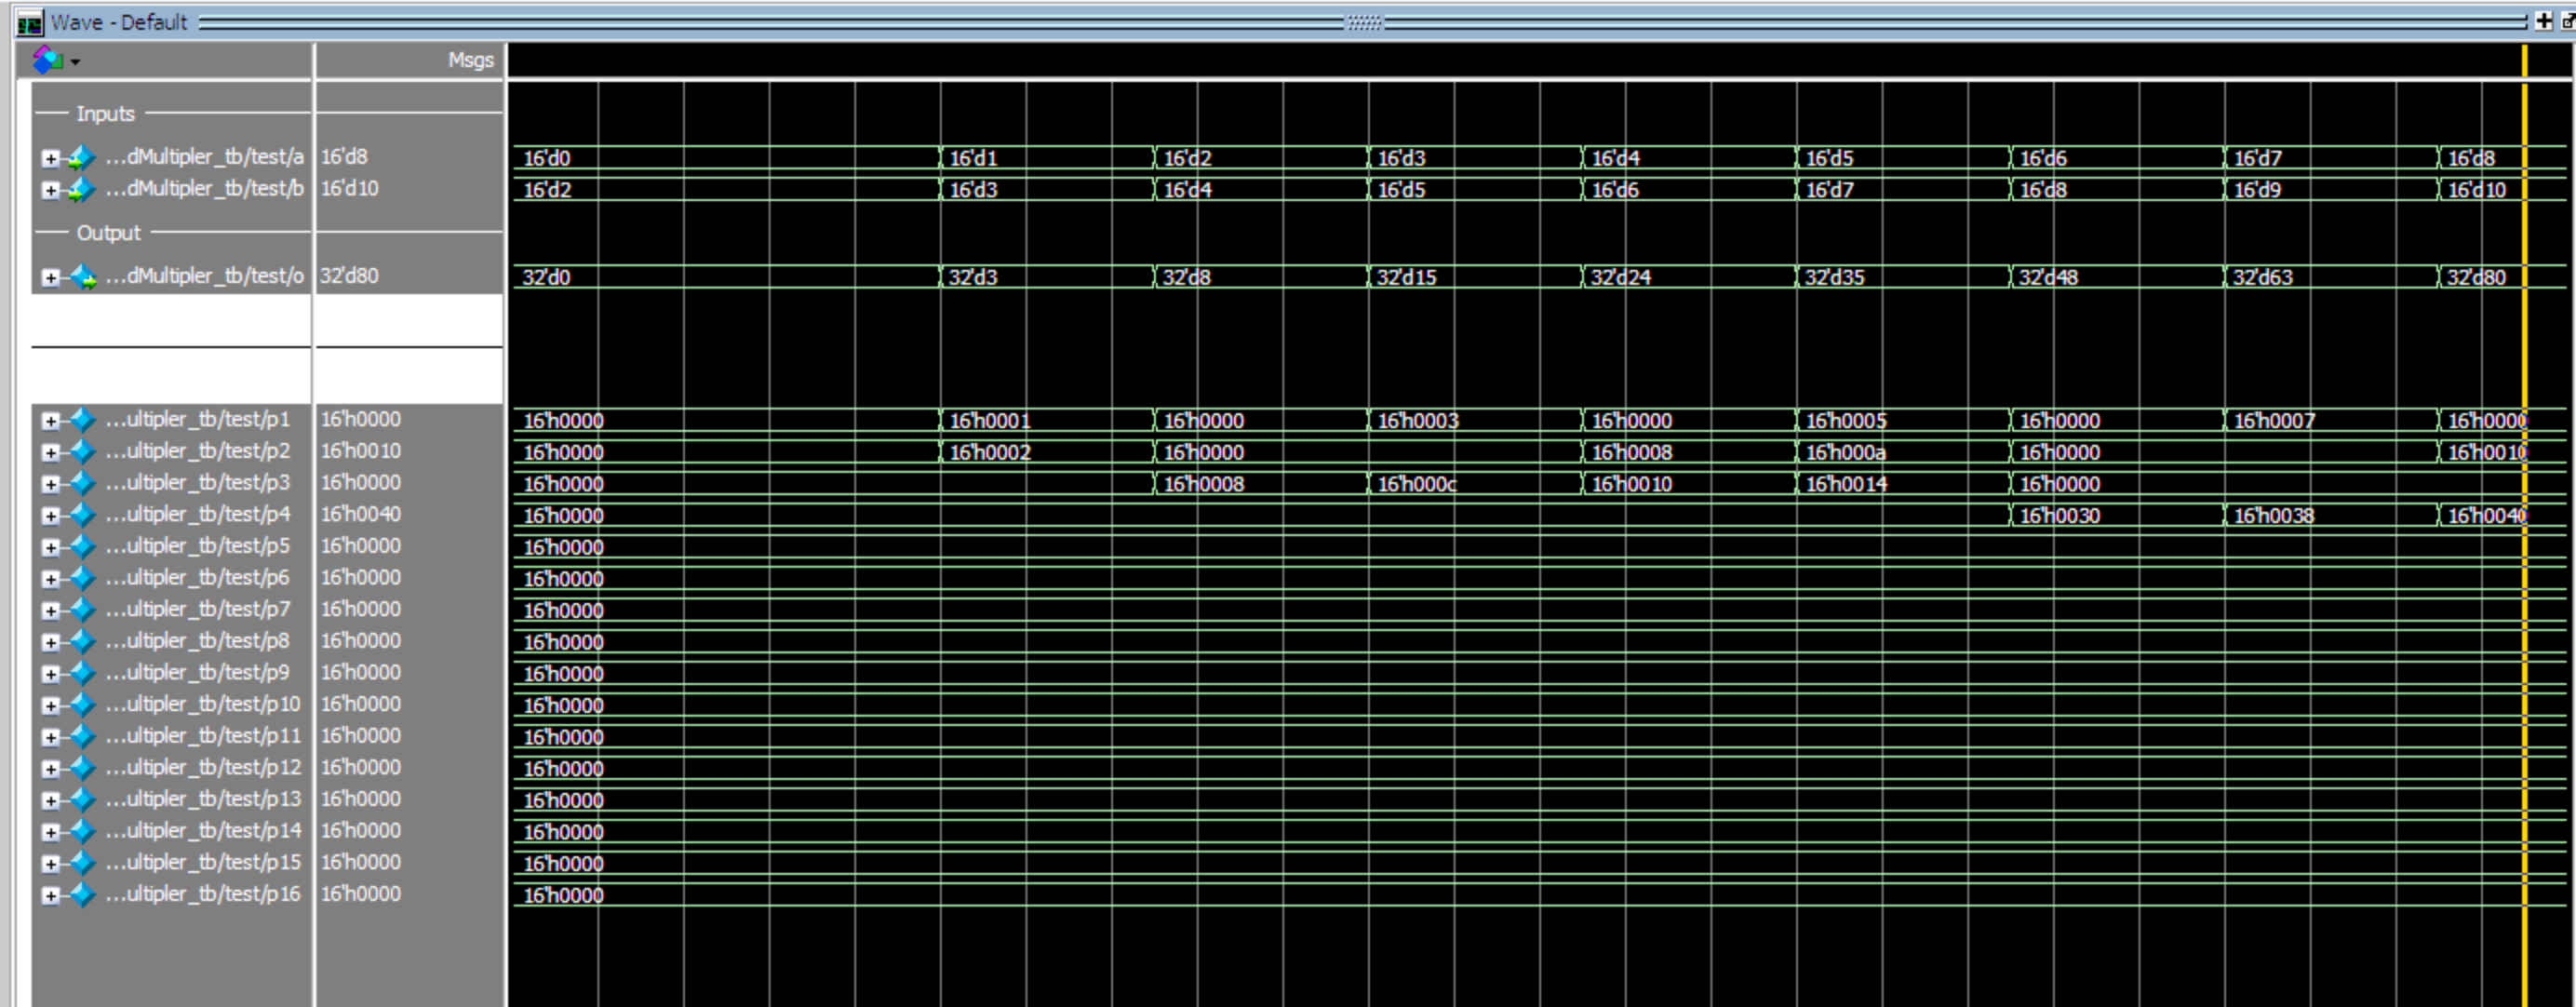 Wave - Default
Msgs
Inputs
...dMultipler_tb/test/a 16'd8 16'd0 16'd1 16'd2 16'd3 16'd4 16'd5 16'd6 16'd7 16'd8
...dMultipler_tb/test/b 16'd10 16'd2 16'd3 16'd4 16'd5 16'd6 16'd7 16'd8 16'd9 16'd10
Output
...dMultipler_tb/test/o 32'd80 32'd0 32'd3 32'd8 32'd15 32'd24 32'd35 32'd48 32'd63 32'd80
...ultipler_tb/test/p1 16'h0000 16'h0000 16'h0001 16'h0000 16'h0003 16'h0000 16'h0005 16'h0000 16'h0007 16'h0000
...ultipler_tb/test/p2 16'h0010 16'h0000 16'h0002 16'h0000 16'h0008 16'h000a 16'h0000 16'h0010
...ultipler_tb/test/p3 16'h0000 16'h0000 16'h0008 16'h000c 16'h0010 16'h0014 16'h0000
...ultipler_tb/test/p4 16'h0040 16'h0000 16'h0030 16'h0038 16'h0040
...ultipler_tb/test/p5 16'h0000 16'h0000
...ultipler_tb/test/p6 16'h0000 16'h0000
...ultipler_tb/test/p7 16'h0000 16'h0000
...ultipler_tb/test/p8 16'h0000 16'h0000
...ultipler_tb/test/p9 16'h0000 16'h0000
...ultipler_tb/test/p10 16'h0000 16'h0000
...ultipler_tb/test/p11 16'h0000 16'h0000
...ultipler_tb/test/p12 16'h0000 16'h0000
...ultipler_tb/test/p13 16'h0000 16'h0000
...ultipler_tb/test/p14 16'h0000 16'h0000
...ultipler_tb/test/p15 16'h0000 16'h0000
...ultipler_tb/test/p16 16'h0000 16'h0000